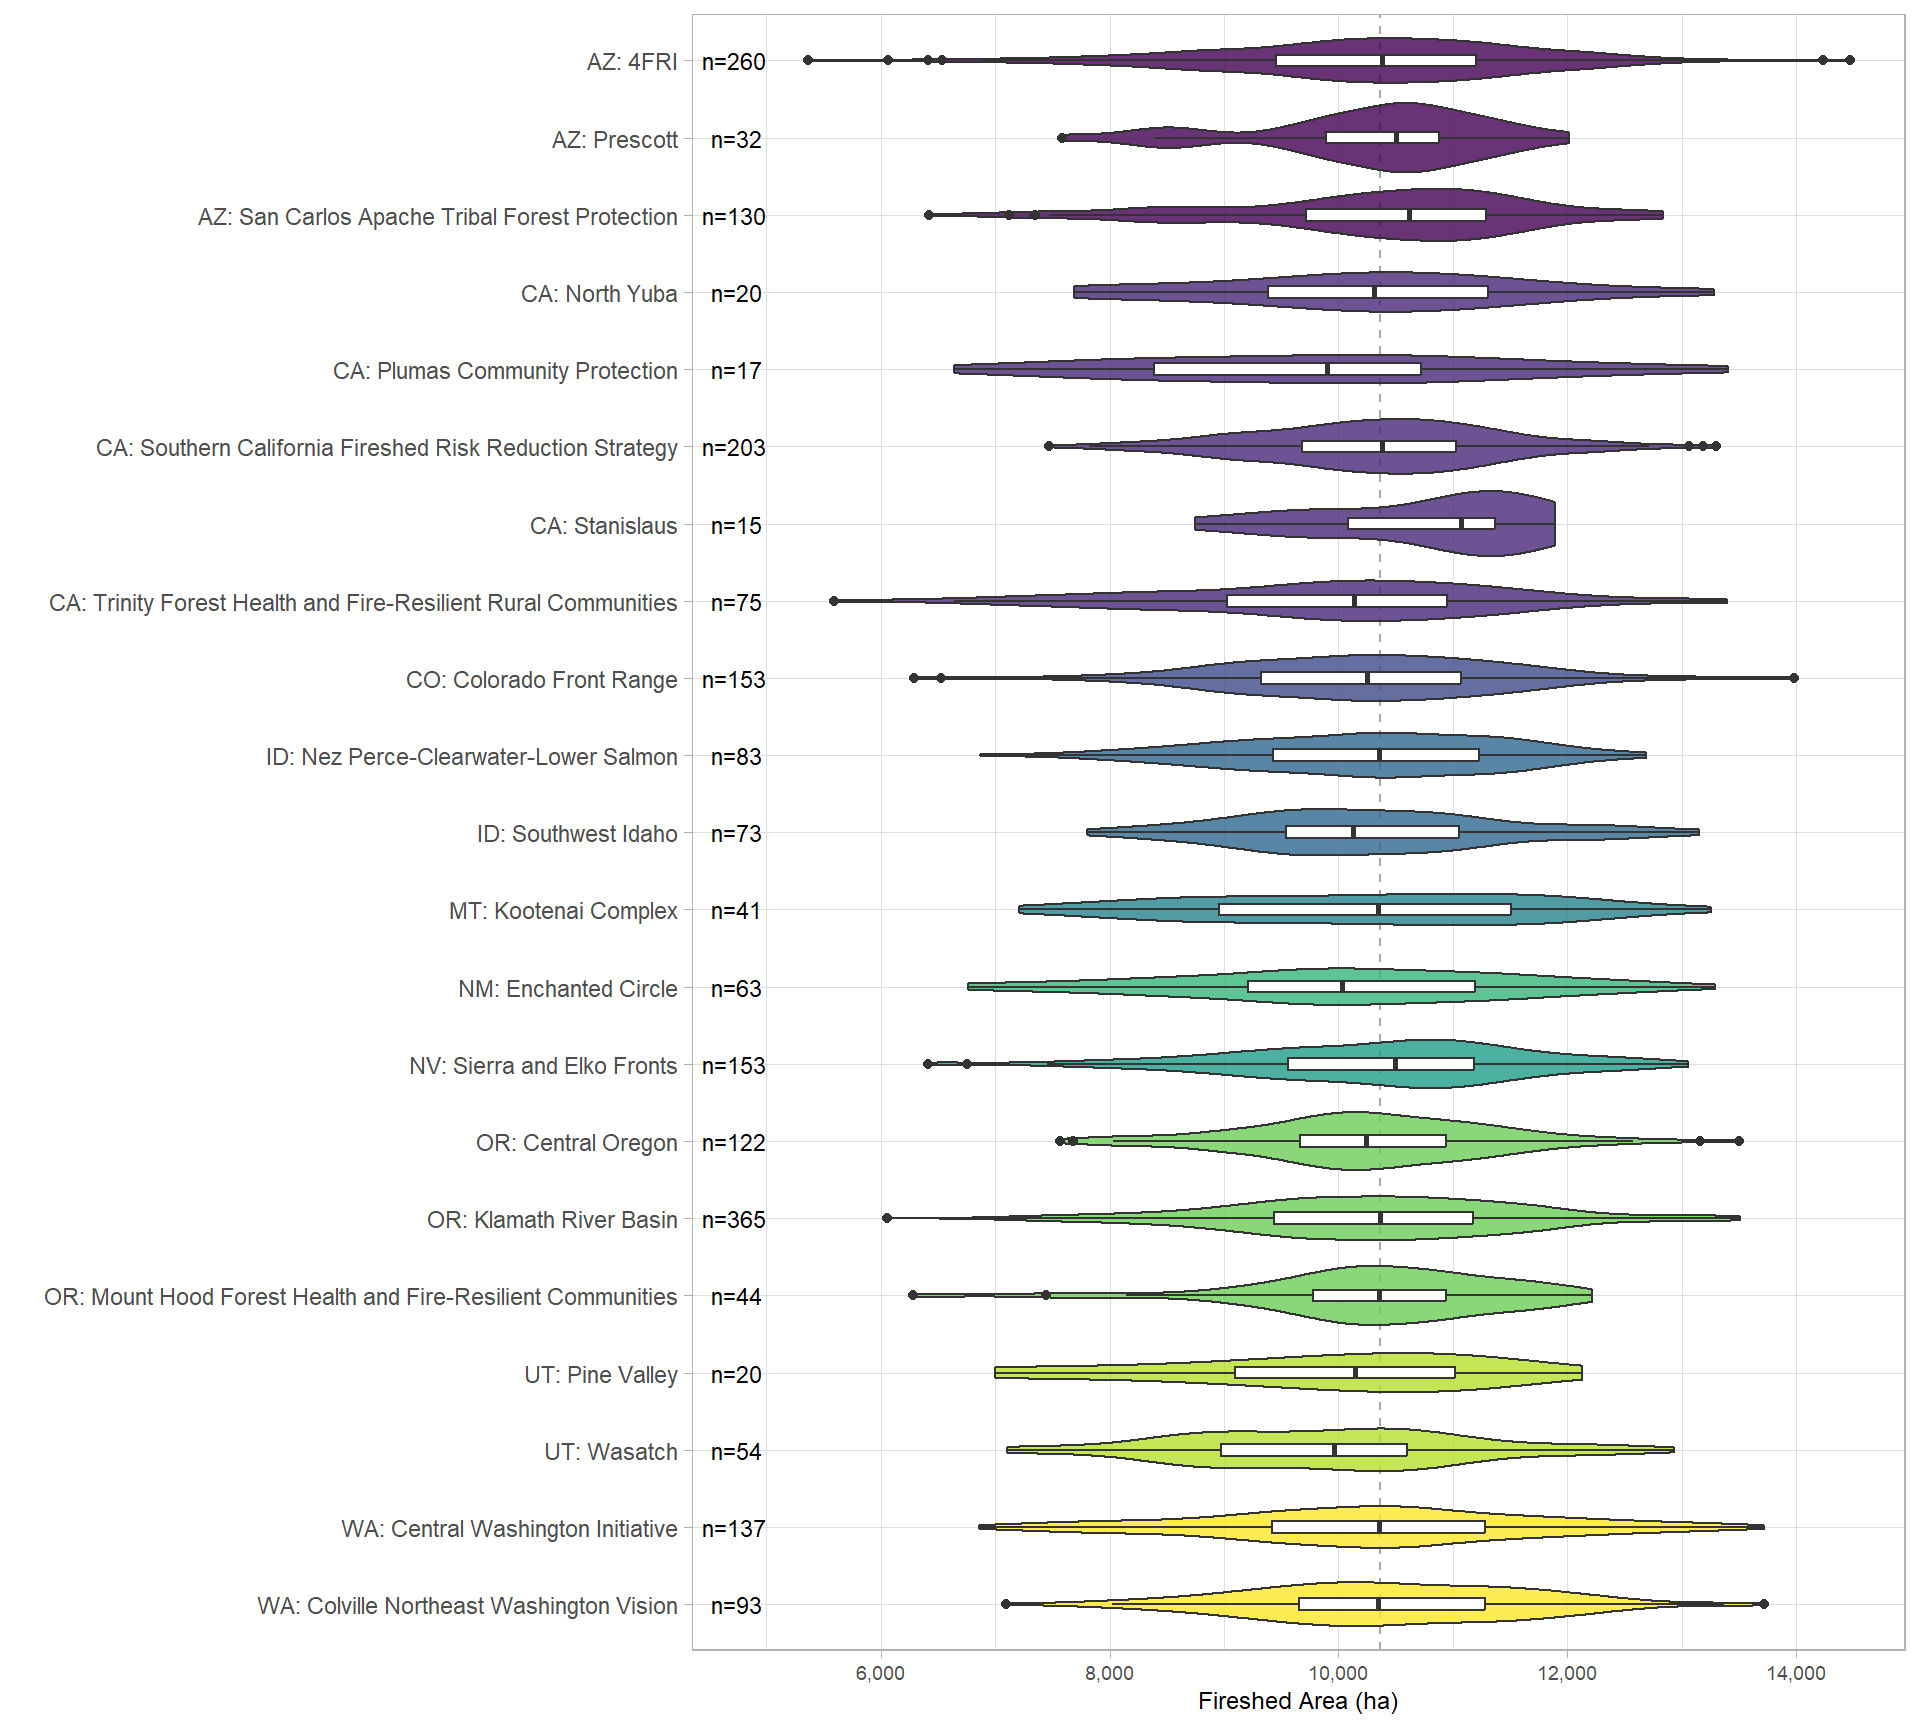 AZ: 4FRI n=260
AZ: Prescott n=32
AZ: San Carlos Apache Tribal Forest Protection n=130
CA: North Yuba n=20
CA: Plumas Community Protection n=17
CA: Southern California Fireshed Risk Reduction Strategy n=203
CA: Stanislaus n=15
CA: Trinity Forest Health and Fire-Resilient Rural Communities n=75
CO: Colorado Front Range n=153
ID: Nez Perce-Clearwater-Lower Salmon n=83
ID: Southwest Idaho n=73
MT: Kootenai Complex n=41
NM: Enchanted Circle n=63
NV: Sierra and Elko Fronts n=153
OR: Central Oregon n=122
OR: Klamath River Basin n=365
OR: Mount Hood Forest Health and Fire-Resilient Communities n=44
UT: Pine Valley n=20
UT: Wasatch n=54
WA: Central Washington Initiative n=137
WA: Colville Northeast Washington Vision n=93
6,000 8,000 10,000 12,000 14,000
Fireshed Area (ha)